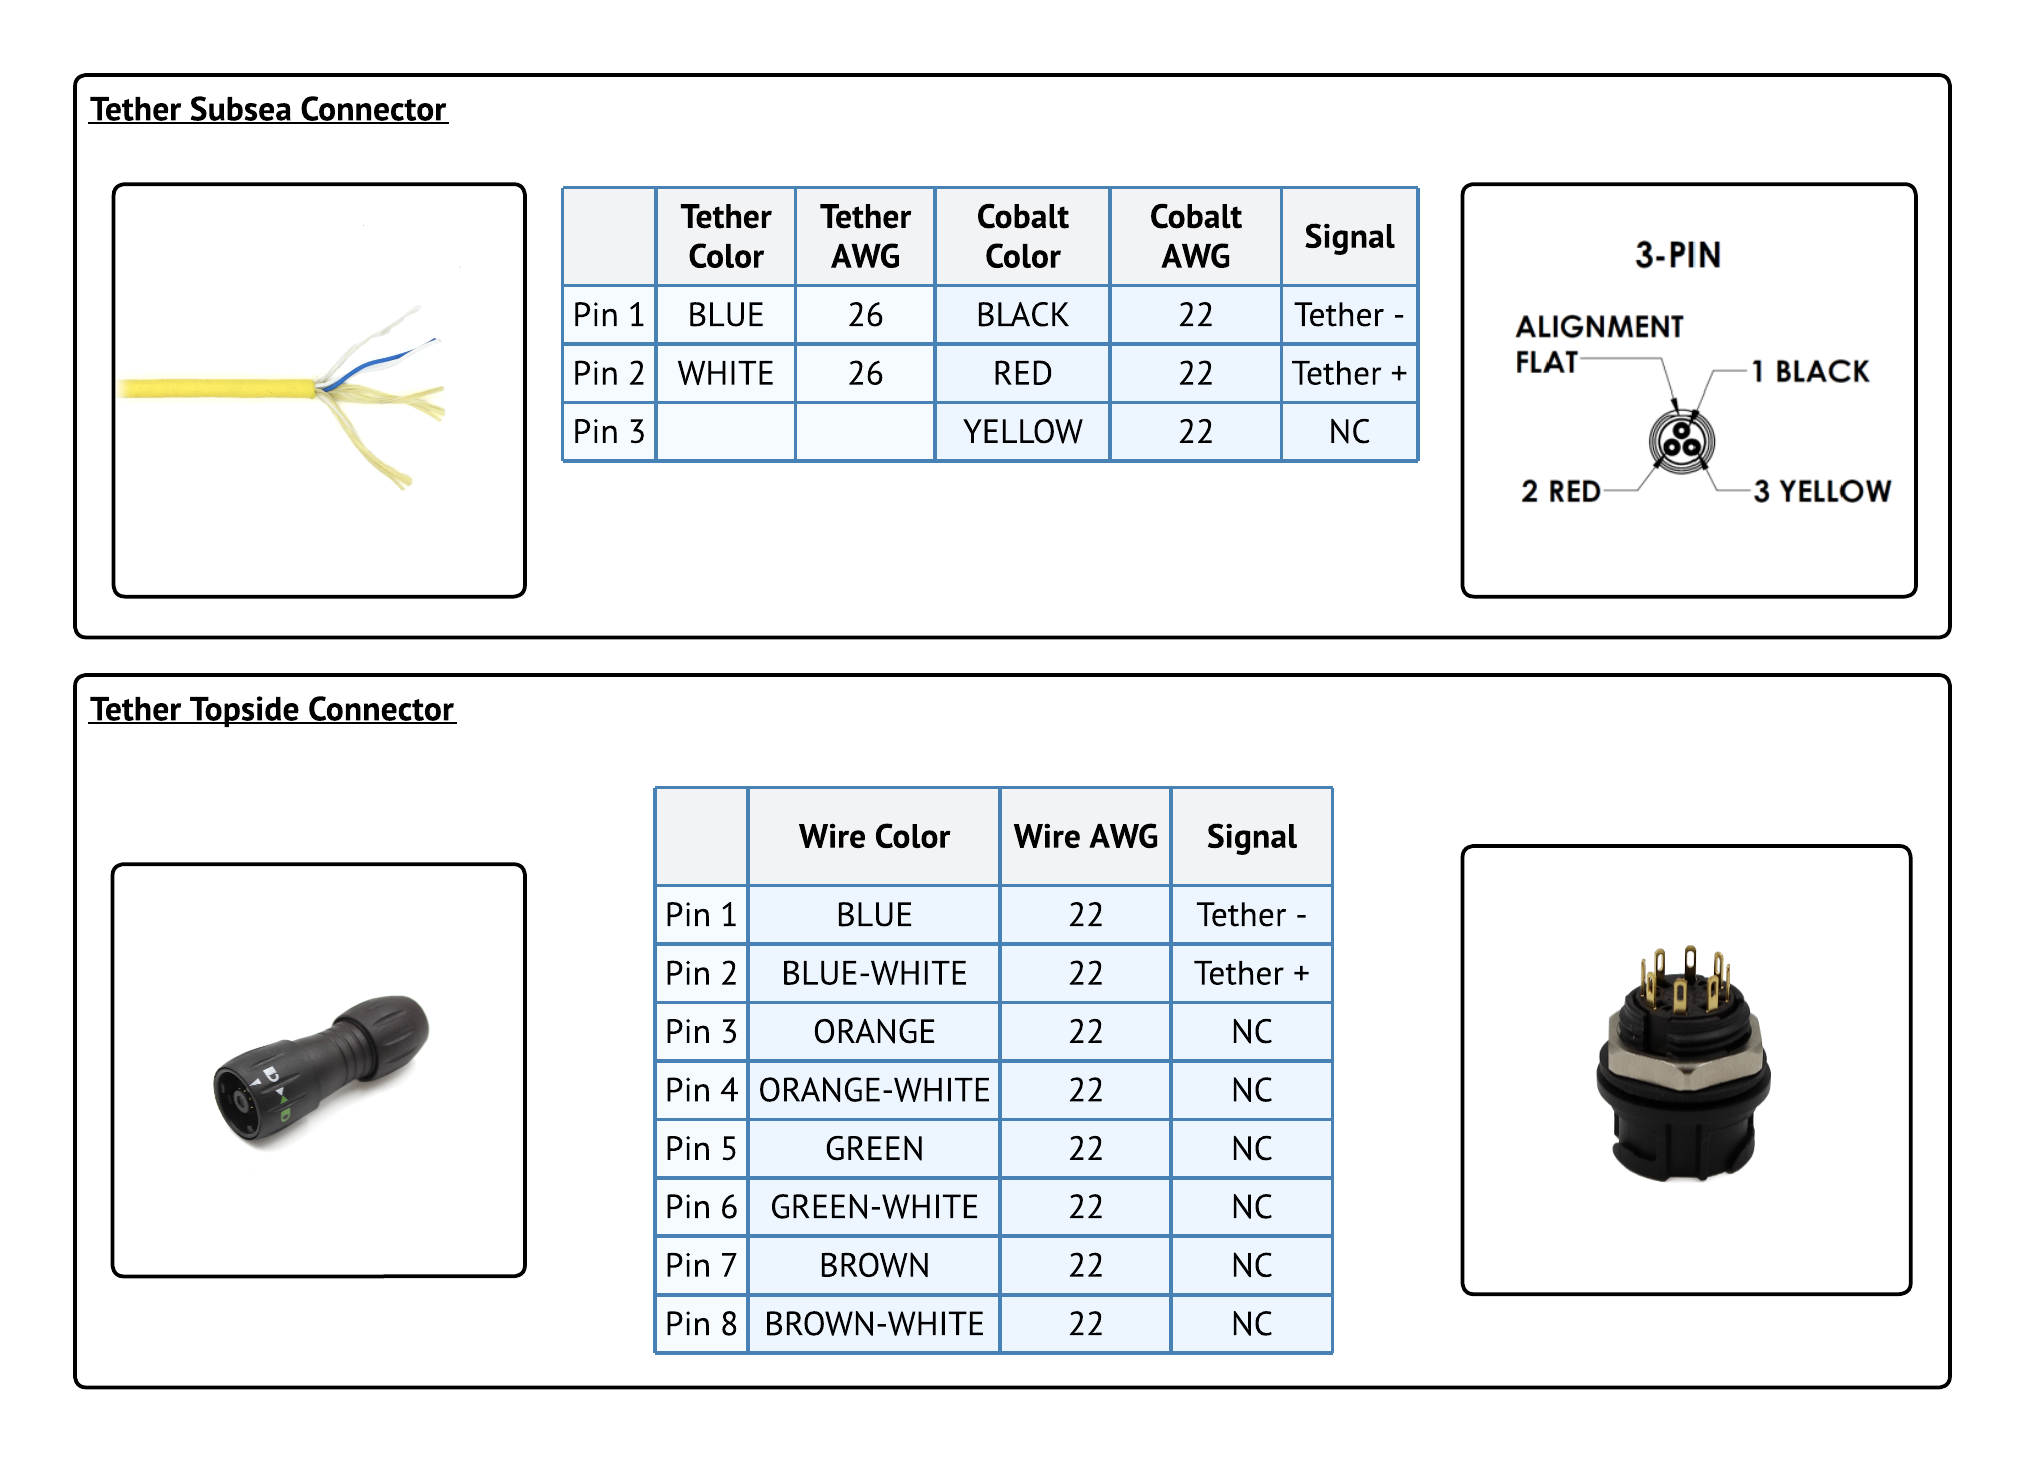 Tether Subsea Connector
Tether Color Tether AWG Cobalt Color Cobalt AWG Signal
Pin 1 BLUE 26 BLACK 22 Tether -
Pin 2 WHITE 26 RED 22 Tether +
Pin 3 YELLOW 22 NC
3-PIN
ALIGNMENT
FLAT
1 BLACK
2 RED
3 YELLOW
Tether Topside Connector
Wire Color Wire AWG Signal
Pin 1 BLUE 22 Tether -
Pin 2 BLUE-WHITE 22 Tether +
Pin 3 ORANGE 22 NC
Pin 4 ORANGE-WHITE 22 NC
Pin 5 GREEN 22 NC
Pin 6 GREEN-WHITE 22 NC
Pin 7 BROWN 22 NC
Pin 8 BROWN-WHITE 22 NC